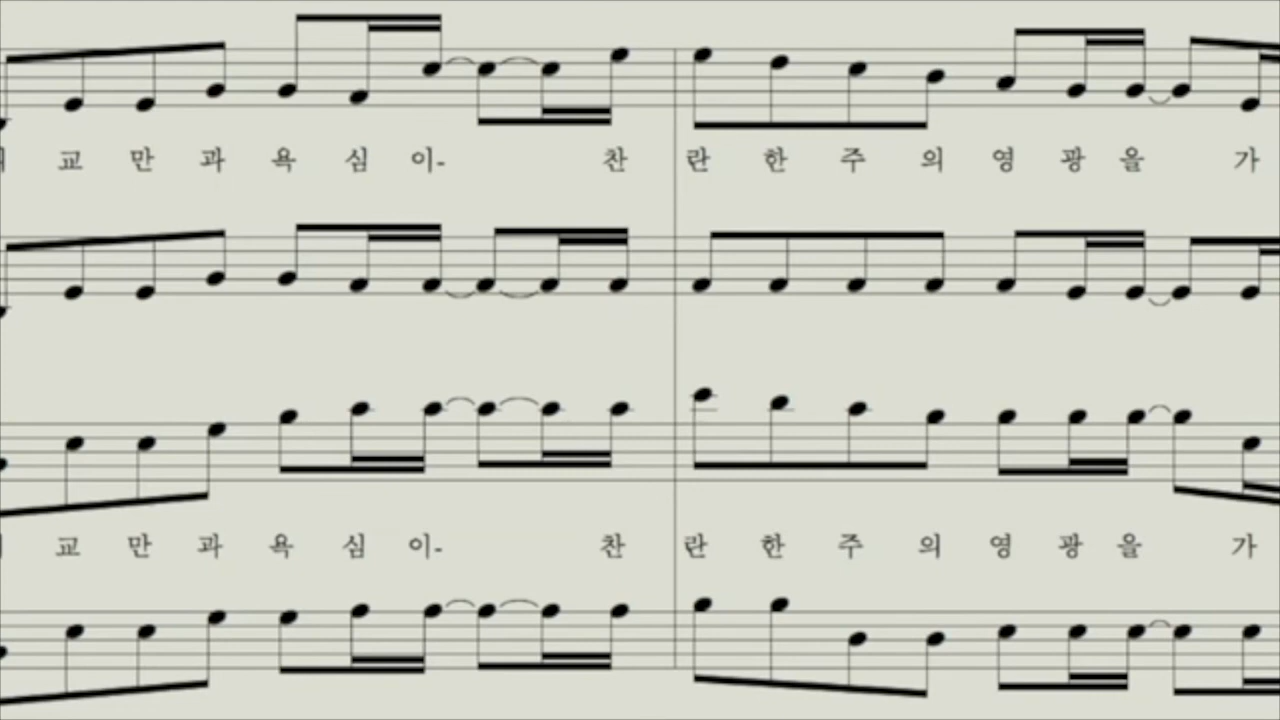 교 만 과 욕 심 이- 찬 란 한 주 의 영 광 을 가
교 만 과 욕 심 이- 찬 란 한 주 의 영 광 을 가